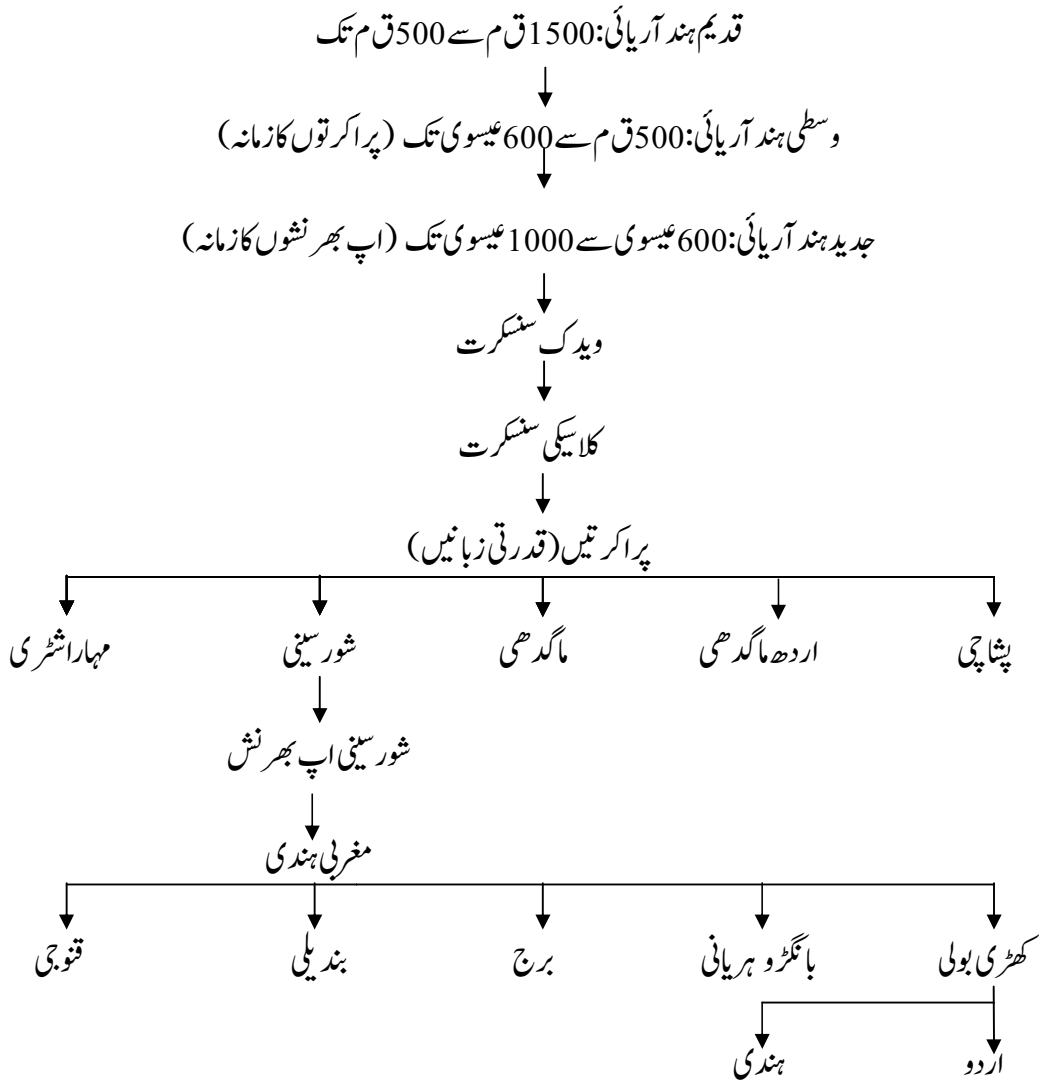 قدیم ہند آریائی:1500ق م سے 500ق م تک
وسطی ہند آریائی:500ق م سے 600عیسوی تک (پراکرتوں کا زمانہ)
جدید ہند آریائی:600عیسوی سے 1000عیسوی تک (اپ بھرنشوں کا زمانہ)
ویدک سنسکرت
کلاسیکی سنسکرت
پراکرتیں(قدرتی زبانیں)
پشاچی اردھ ماگدھی ماگدھی شورسینی مہاراشٹری
شورسینی اپ بھرنش
مغربی ہندی
کھڑی بولی بانگڑو ہریانی برج بندیلی قنوجی
اردو ہندی